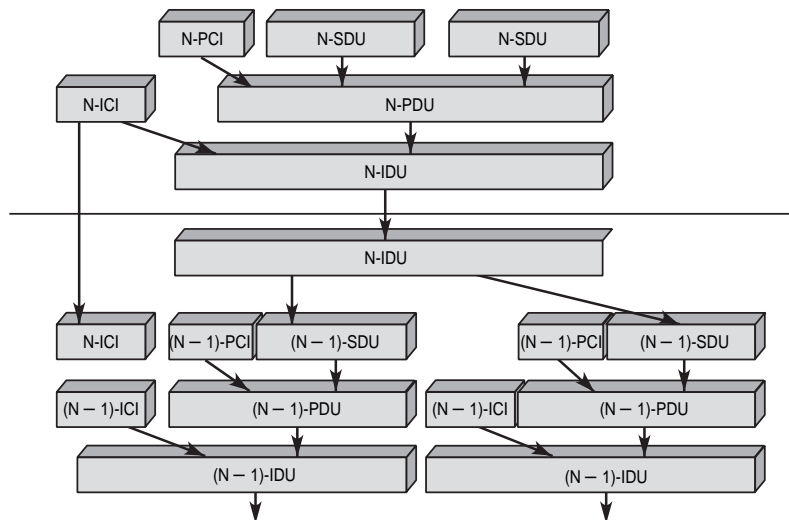 N-PCI N-SDU N-SDU
N-ICI N-PDU
N-IDU
N-IDU
N-ICI (N − 1)-PCI (N − 1)-SDU (N − 1)-PCI (N − 1)-SDU
(N − 1)-ICI (N − 1)-PDU (N − 1)-ICI (N − 1)-PDU
(N − 1)-IDU (N − 1)-IDU